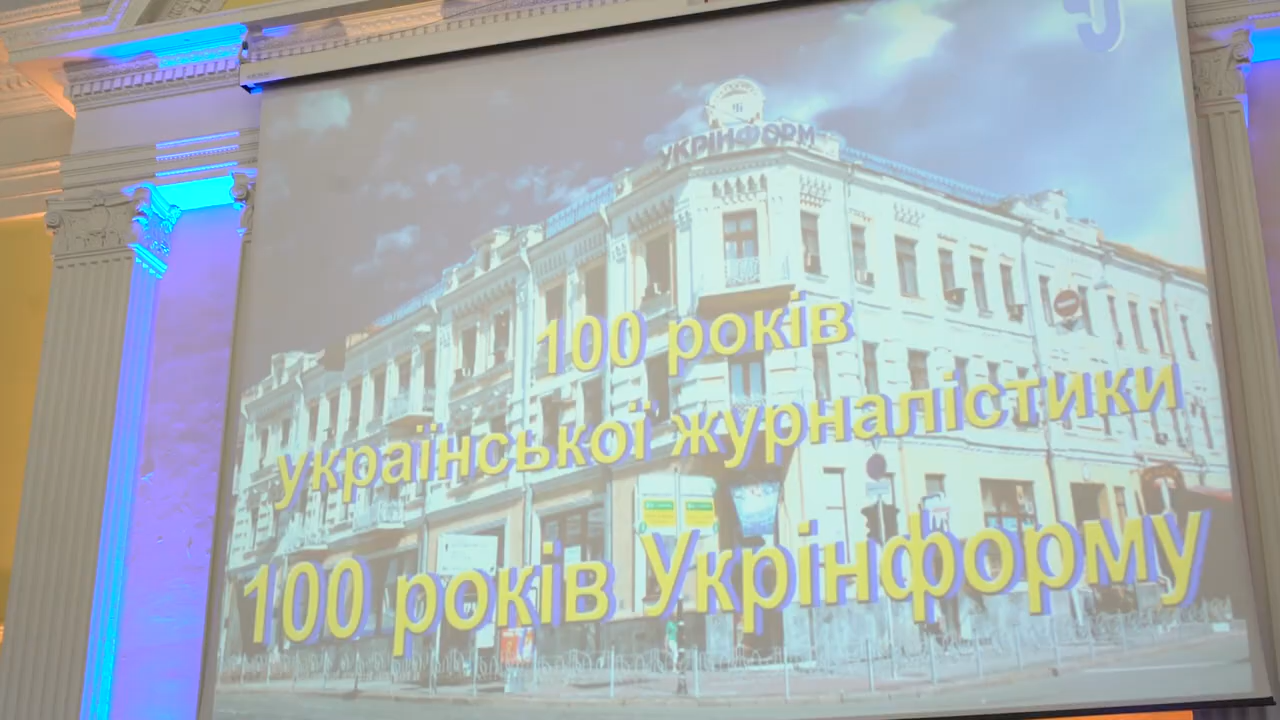 УКРІНФОРМ
100 років
української журналістики
100 років Укрінформу